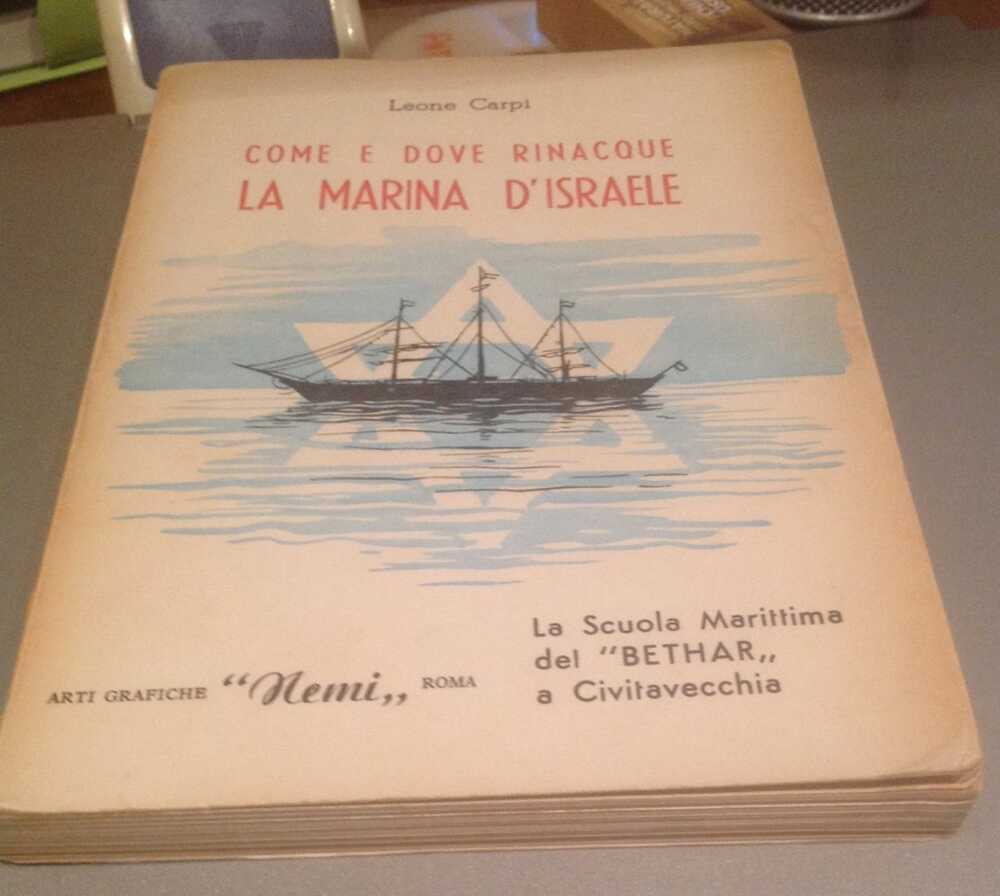 Leone Carpi
COME E DOVE RINACQUE
LA MARINA D'ISRAELE
La Scuola Marittima
del "BETHAR„
a Civitavecchia
ARTI GRAFICHE "Nemi„ ROMA